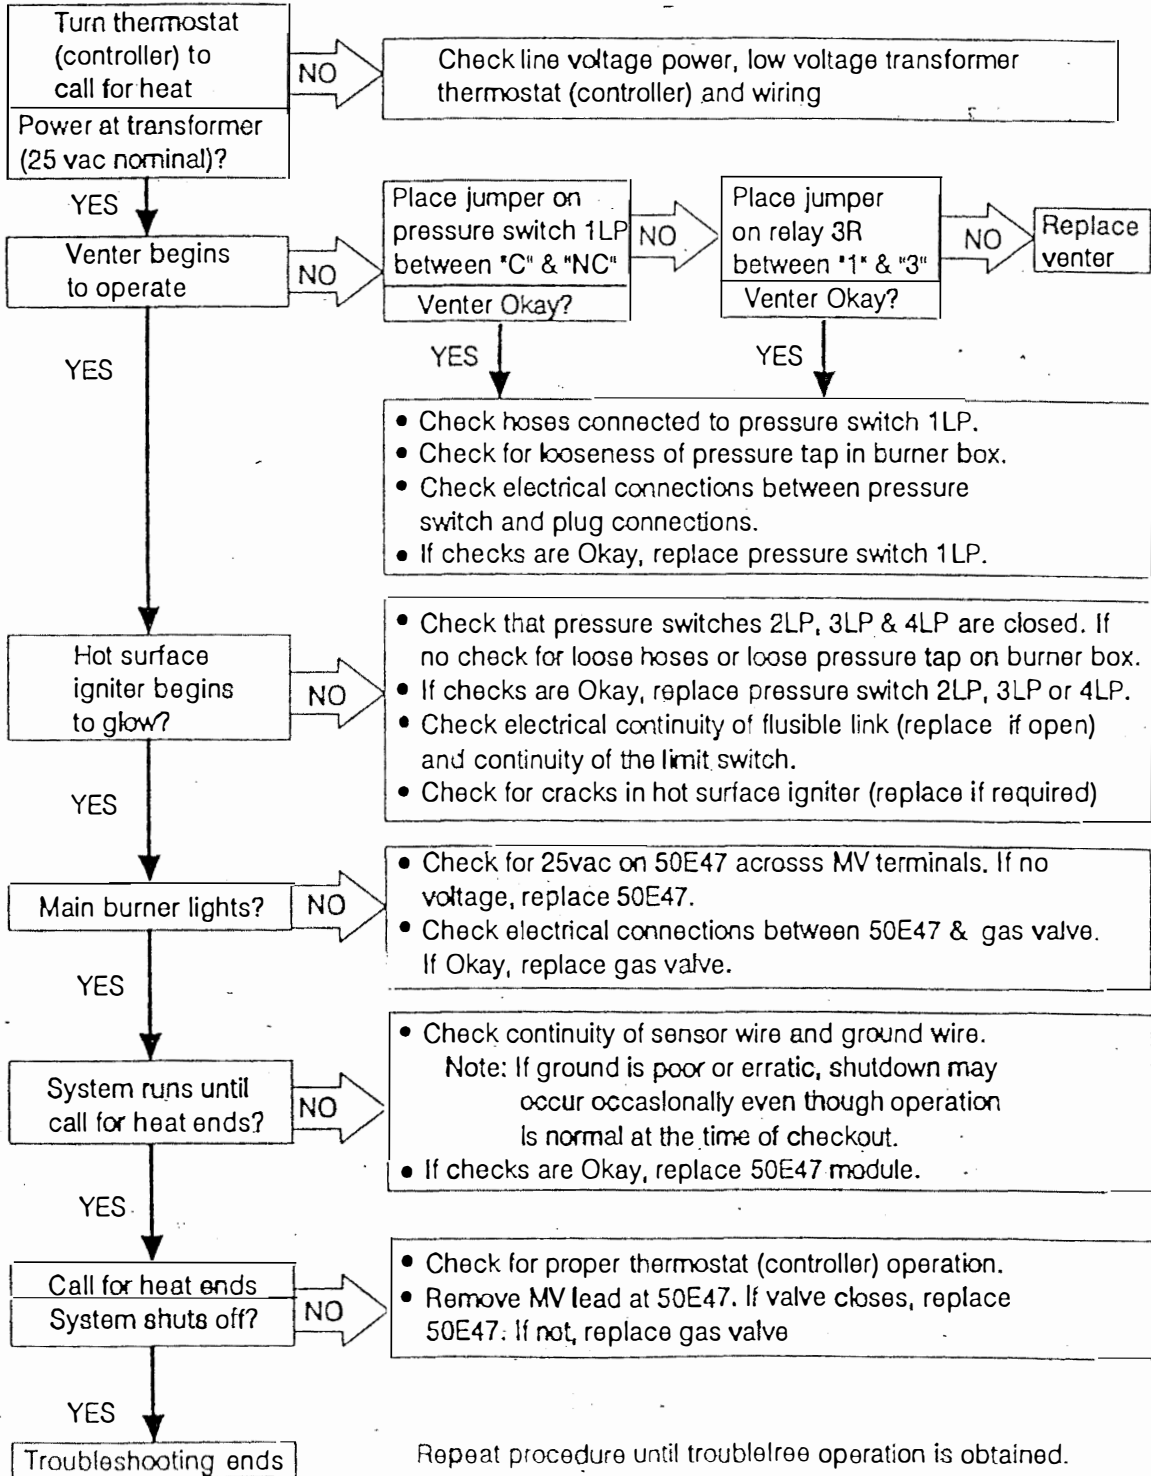 Turn thermostat
(controller) to
call for heat
Power at transformer
(25 vac nominal)?
NO
Check line voltage power, low voltage transformer
thermostat (controller) and wiring
YES
Venter begins
to operate
NO
Place jumper on
pressure switch 1LP
between "C" & "NC"
Venter Okay?
NO
Place jumper
on relay 3R
between "1" & "3"
Venter Okay?
NO
Replace
venter
YES
YES
YES
• Check hoses connected to pressure switch 1LP.
• Check for looseness of pressure tap in burner box.
• Check electrical connections between pressure
switch and plug connections.
• If checks are Okay, replace pressure switch 1LP.
Hot surface
igniter begins
to glow?
NO
• Check that pressure switches 2LP, 3LP & 4LP are closed. If
no check for loose hoses or loose pressure tap on burner box.
• If checks are Okay, replace pressure switch 2LP, 3LP or 4LP.
• Check electrical continuity of flusible link (replace if open)
and continuity of the limit switch.
• Check for cracks in hot surface igniter (replace if required)
YES
Main burner lights?
NO
• Check for 25vac on 50E47 acrosss MV terminals. If no
voltage, replace 50E47.
• Check electrical connections between 50E47 & gas valve.
If Okay, replace gas valve.
YES
System runs until
call for heat ends?
NO
• Check continuity of sensor wire and ground wire.
Note: If ground is poor or erratic, shutdown may
occur occasionally even though operation
is normal at the time of checkout.
• If checks are Okay, replace 50E47 module.
YES
Call for heat ends
System shuts off?
NO
• Check for proper thermostat (controller) operation.
• Remove MV lead at 50E47. If valve closes, replace
50E47. If not, replace gas valve
YES
Troubleshooting ends
Repeat procedure until troubletree operation is obtained.